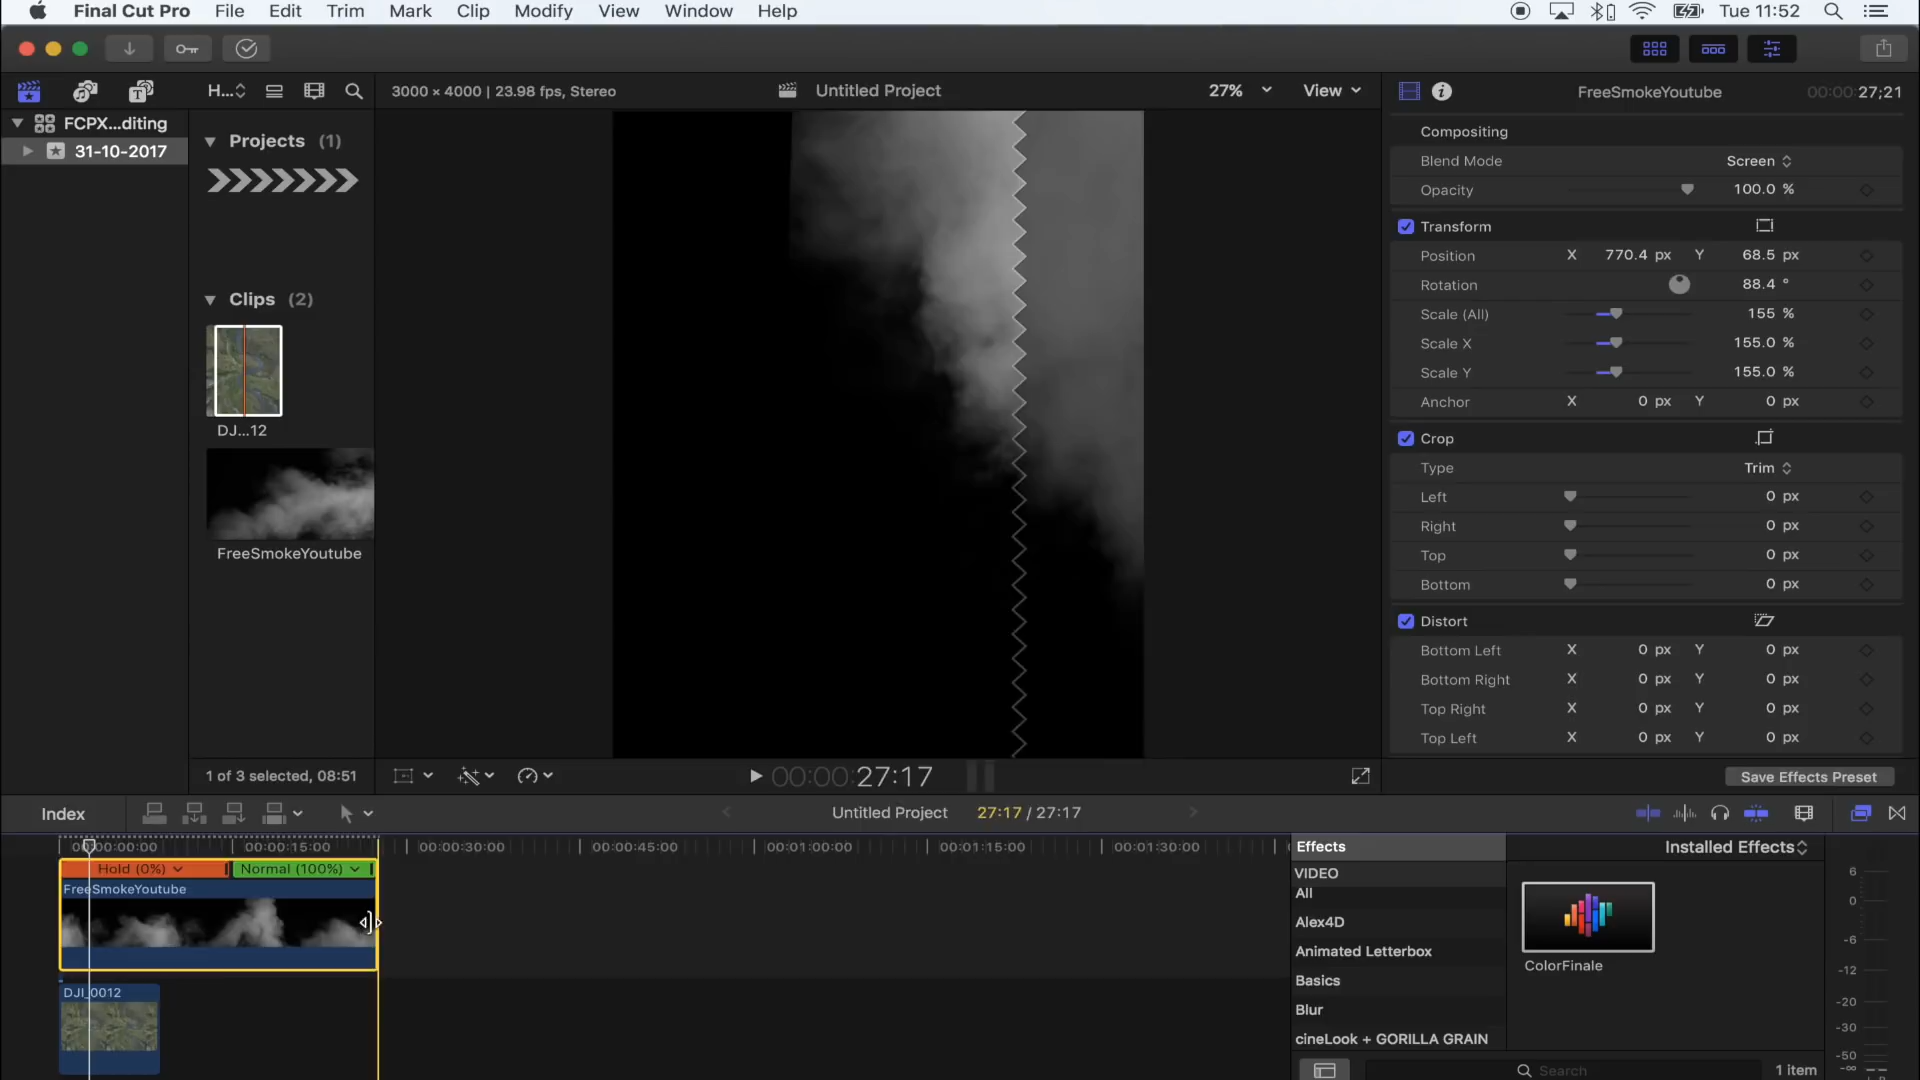 Final Cut Pro File Edit Trim Mark Clip Modify View Window Help Tue 11:52
H... 3000 × 4000 | 23.98 fps, Stereo Untitled Project 27% View FreeSmokeYoutube 00:00:27;21
FCPX...diting
31-10-2017
Projects (1)
Clips (2)
DJ...12
FreeSmokeYoutube
1 of 3 selected, 08:51
00:00:27:17
Compositing
Blend Mode Screen
Opacity 100.0 %
Transform
Position X 770.4 px Y 68.5 px
Rotation 88.4 °
Scale (All) 155 %
Scale X 155.0 %
Scale Y 155.0 %
Anchor X 0 px Y 0 px
Crop
Type Trim
Left 0 px
Right 0 px
Top 0 px
Bottom 0 px
Distort
Bottom Left X 0 px Y 0 px
Bottom Right X 0 px Y 0 px
Top Right X 0 px Y 0 px
Top Left X 0 px Y 0 px
Save Effects Preset
Index Untitled Project 27:17 / 27:17
00:00:00:00 00:00:15:00 00:00:30:00 00:00:45:00 00:01:00:00 00:01:15:00 00:01:30:00
Hold (0%) Normal (100%)
FreeSmokeYoutube
DJI_0012
Effects Installed Effects
VIDEO
All
Alex4D
Animated Letterbox
Basics
Blur
cineLook + GORILLA GRAIN
ColorFinale
Search 1 item
6
0
-6
-12
-20
-30
-50
-∞